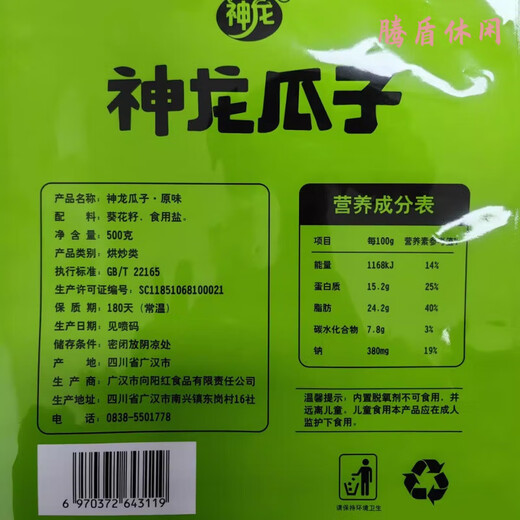 神龙
腾盾休闲
神龙瓜子
产品名称：神龙瓜子·原味
配 料：葵花籽、食用盐。
净含量：500克
产品类别：烘炒类
执行标准：GB/T 22165
生产许可证编号：SC11851068100021
保 质 期：180天（常温）
生产日期：见喷码
储存条件：密闭放阴凉处
产 地：四川省广汉市
生产商：广汉市向阳红食品有限责任公司
生产地址：四川省广汉市南兴镇东岗村16社
电 话：0838-5501778
营养成分表
项目 每100g 营养素参
能量 1168kJ 14%
蛋白质 15.2g 25%
脂肪 24.2g 40%
碳水化合物 7.8g 3%
钠 380mg 19%
温馨提示：内置脱氧剂不可食用，并
远离儿童。儿童食用本产品应在成人
监护下食用。
6 970372 643119
请保持环境卫生